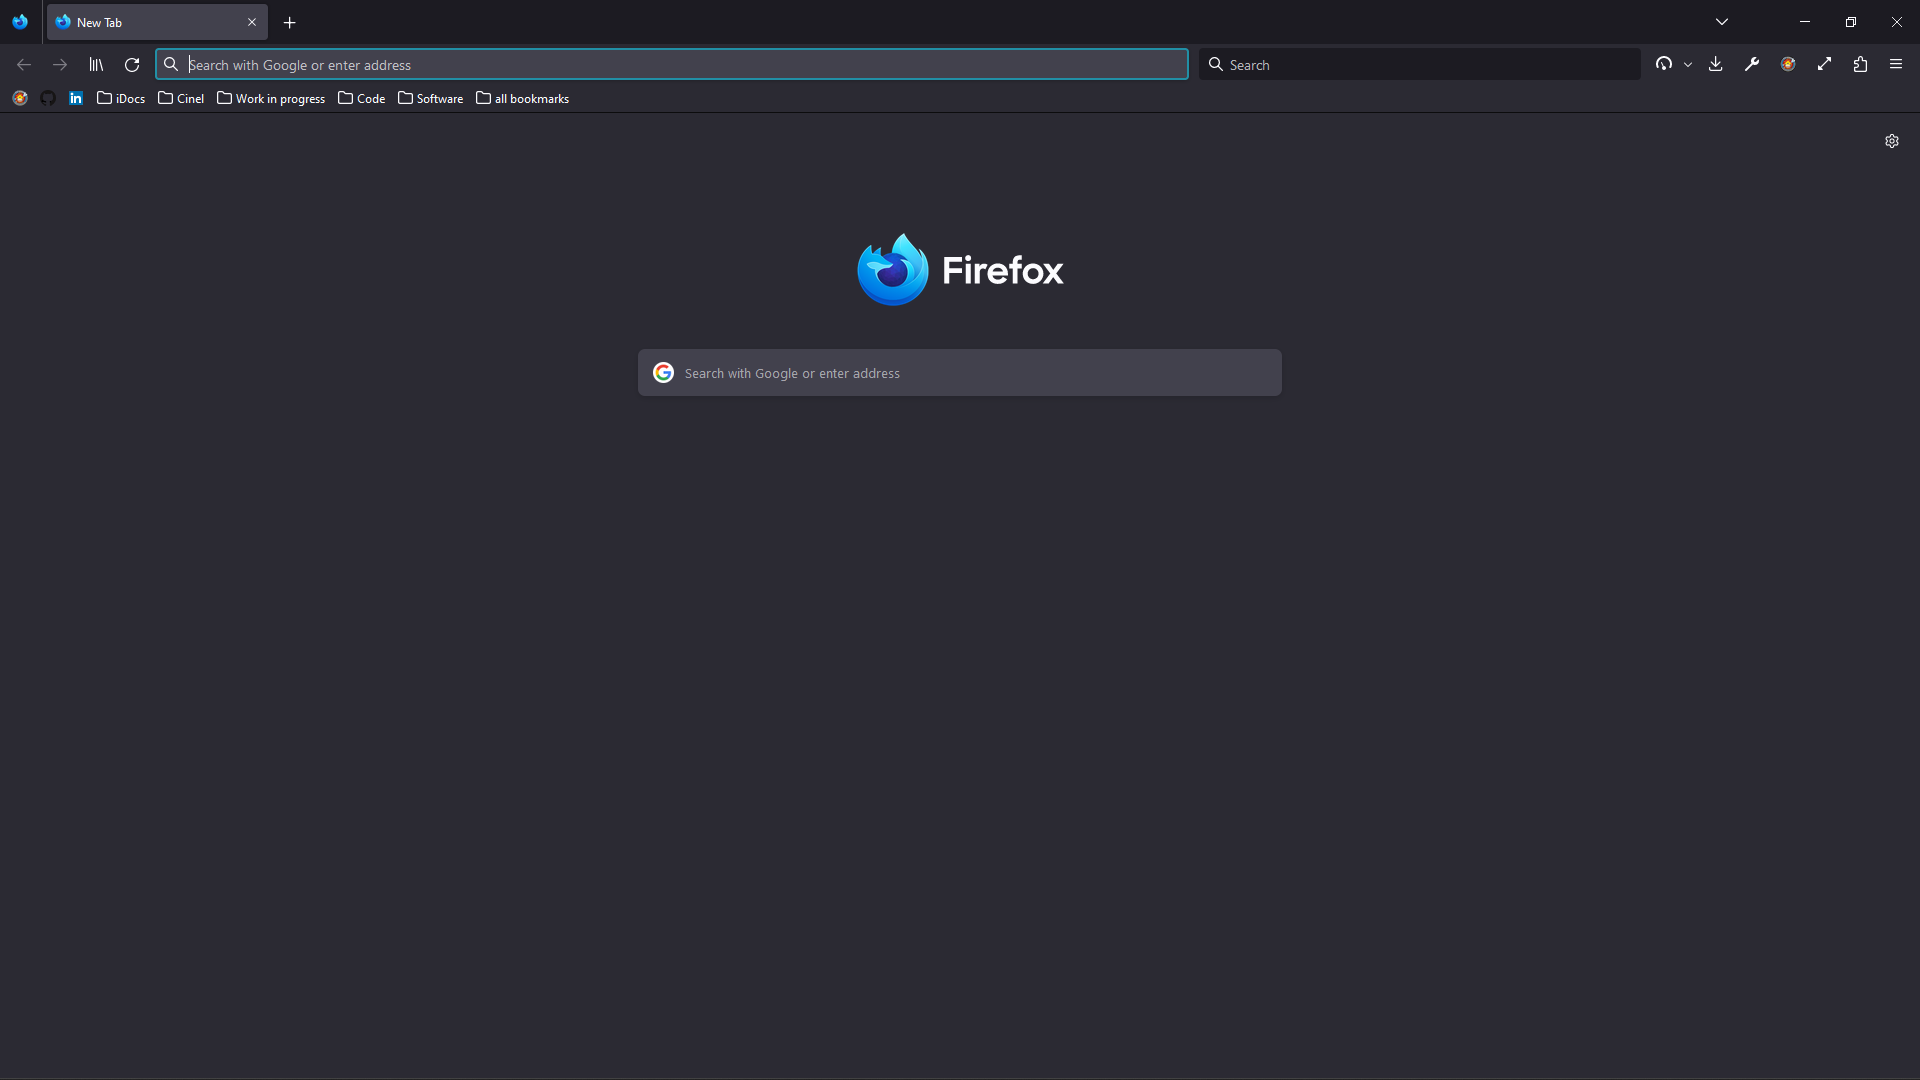 New Tab
Search with Google or enter address
Search
in
iDocs
Cinel
Work in progress
Code
Software
all bookmarks
Firefox
G
Search with Google or enter address